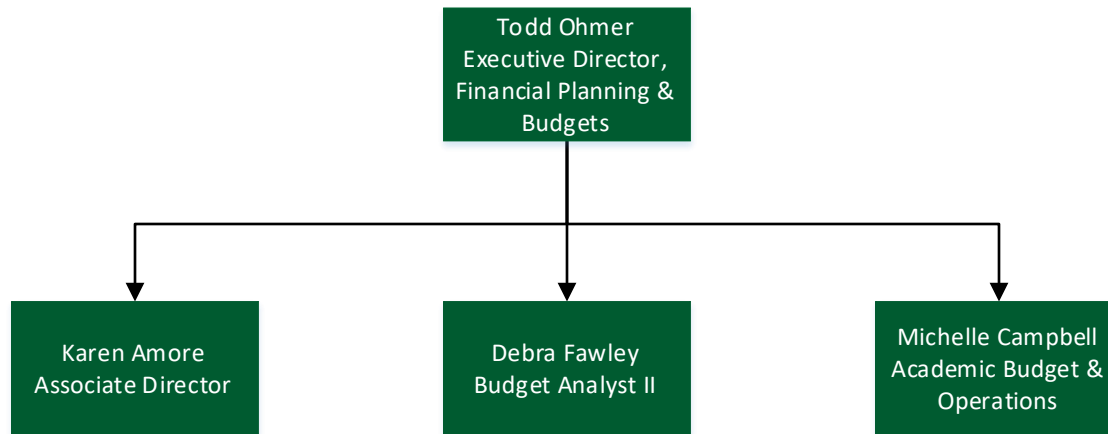 Todd Ohmer
Executive Director,
Financial Planning &
Budgets
Karen Amore
Associate Director
Debra Fawley
Budget Analyst II
Michelle Campbell
Academic Budget &
Operations